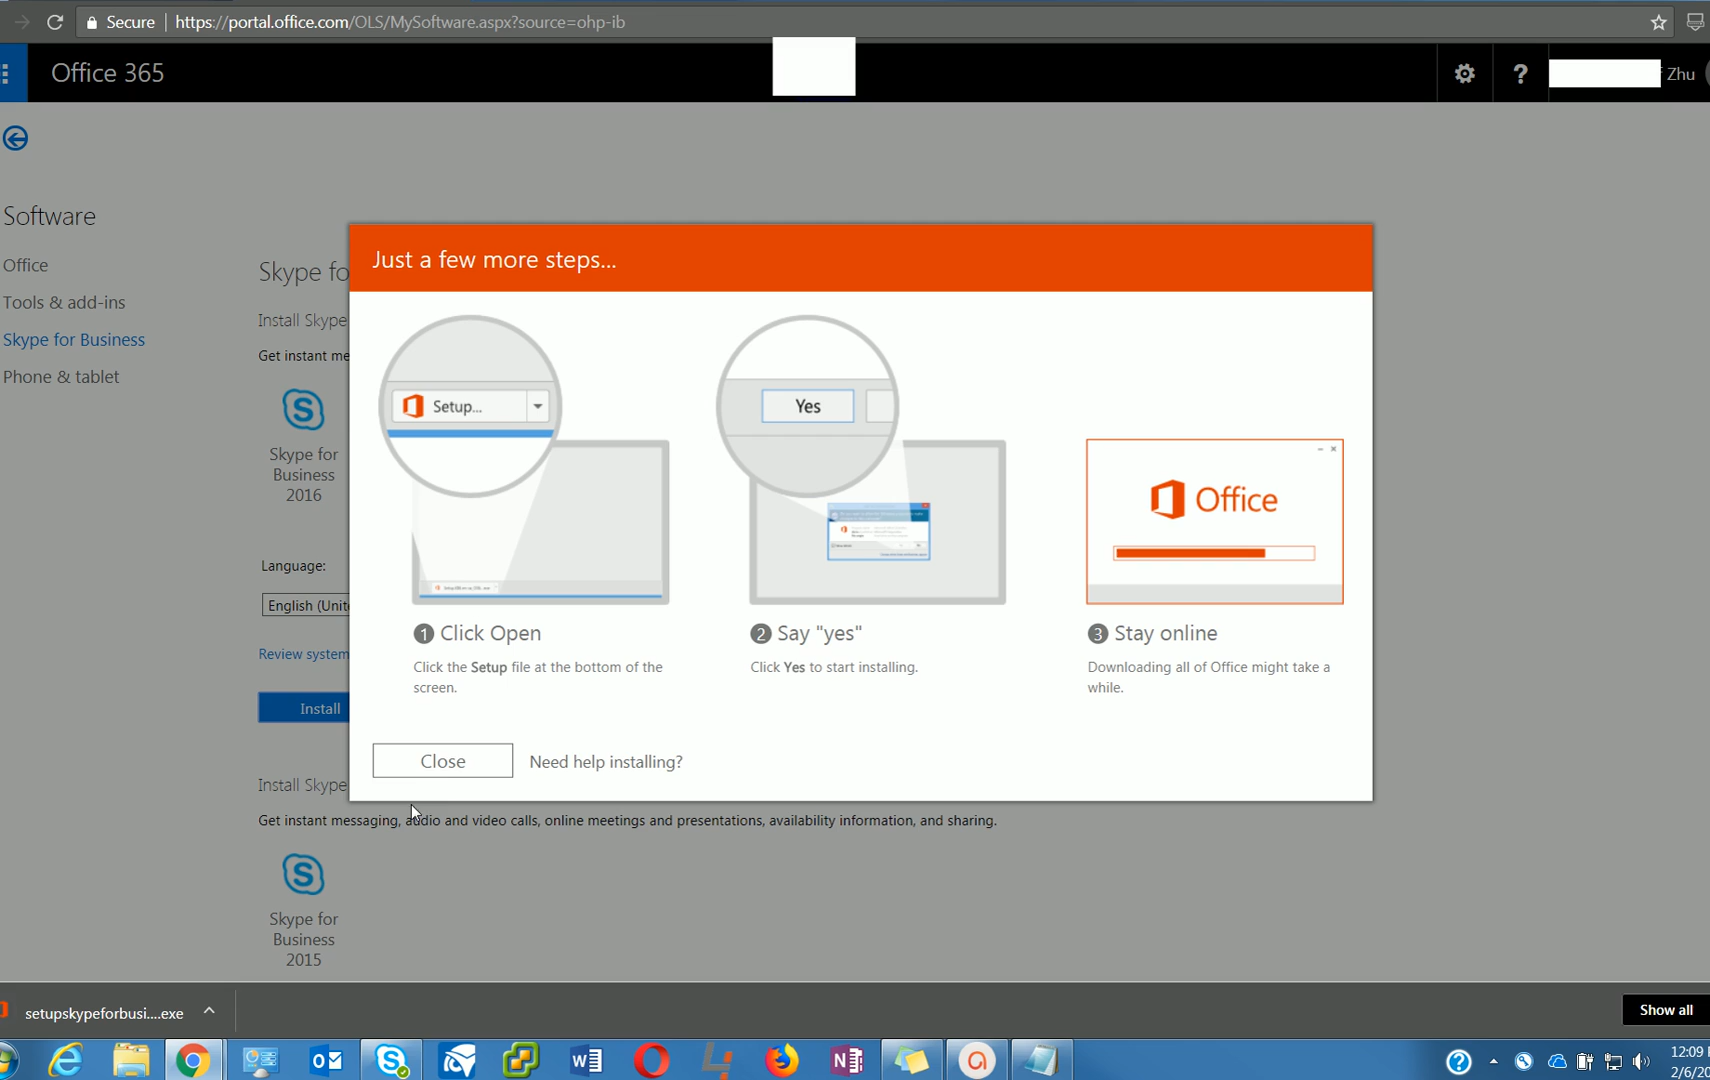 Secure
https://portal.office.com/OLS/MySoftware.aspx?source=ohp-ib
Office 365
?
Zhu
Software
Office
Tools & add-ins
Skype for Business
Phone & tablet
Skype fo
Install Skype
Get instant me
Skype for
Business
2016
Language:
English (Unite
Review system
Install
Just a few more steps...
Setup...
Yes
Office
1 Click Open
Click the Setup file at the bottom of the
screen.
2 Say "yes"
Click Yes to start installing.
3 Stay online
Downloading all of Office might take a
while.
Close
Need help installing?
Install Skype
Get instant messaging, audio and video calls, online meetings and presentations, availability information, and sharing.
Skype for
Business
2015
setupskypeforbusi....exe
Show all
12:09
2/6/20